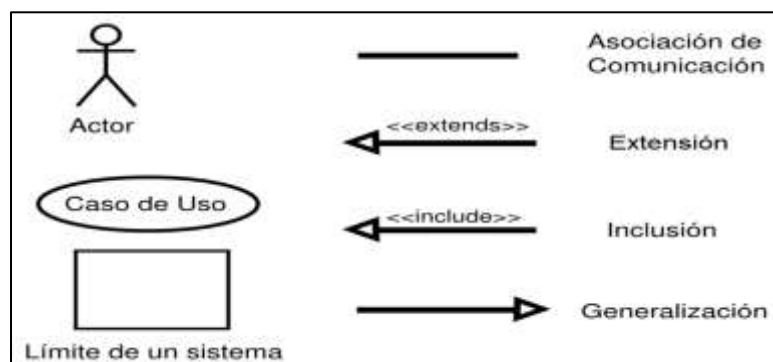 Actor
Caso de Uso
Límite de un sistema
Asociación de
Comunicación
<<extends>>
Extensión
<<include>>
Inclusión
Generalización